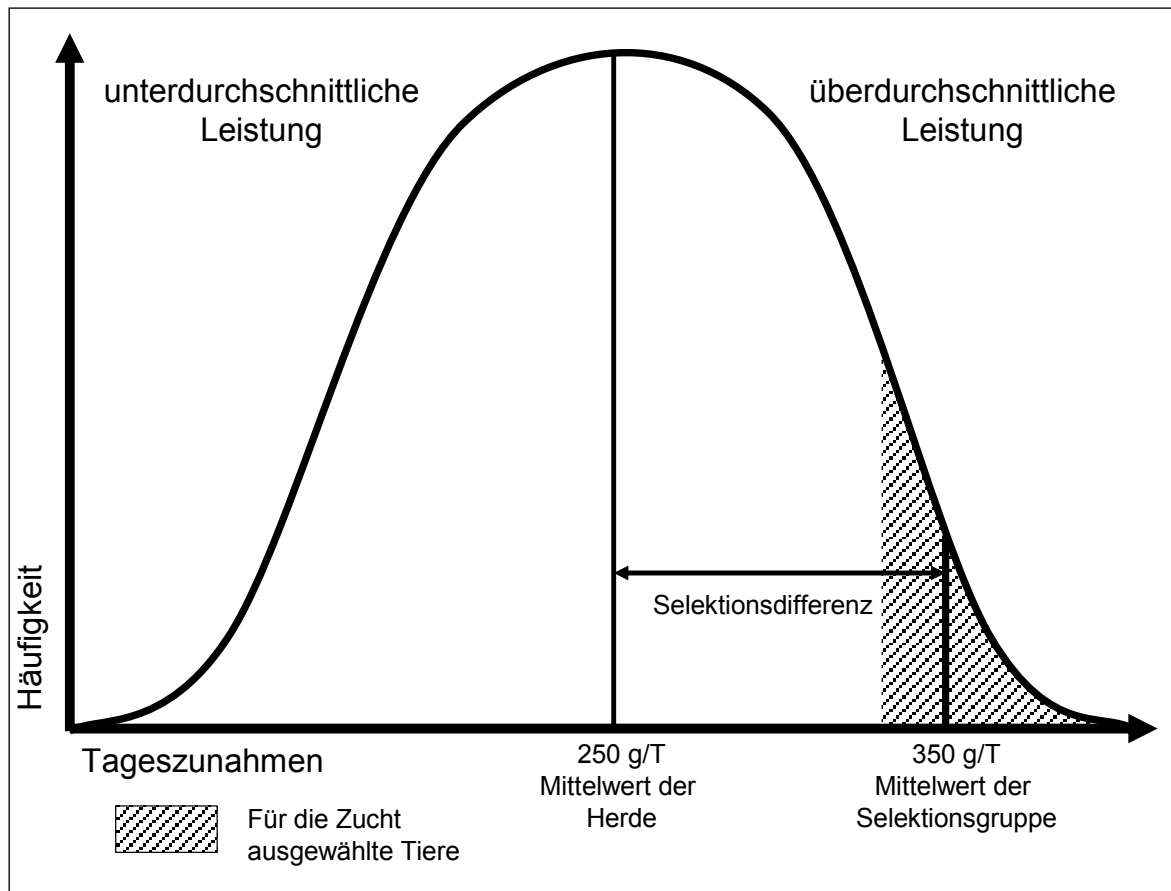 unterdurchschnittliche
Leistung
überdurchschnittliche
Leistung
Häufigkeit
Selektionsdifferenz
Tageszunahmen
250 g/T
Mittelwert der
Herde
350 g/T
Mittelwert der
Selektionsgruppe
Für die Zucht
ausgewählte Tiere